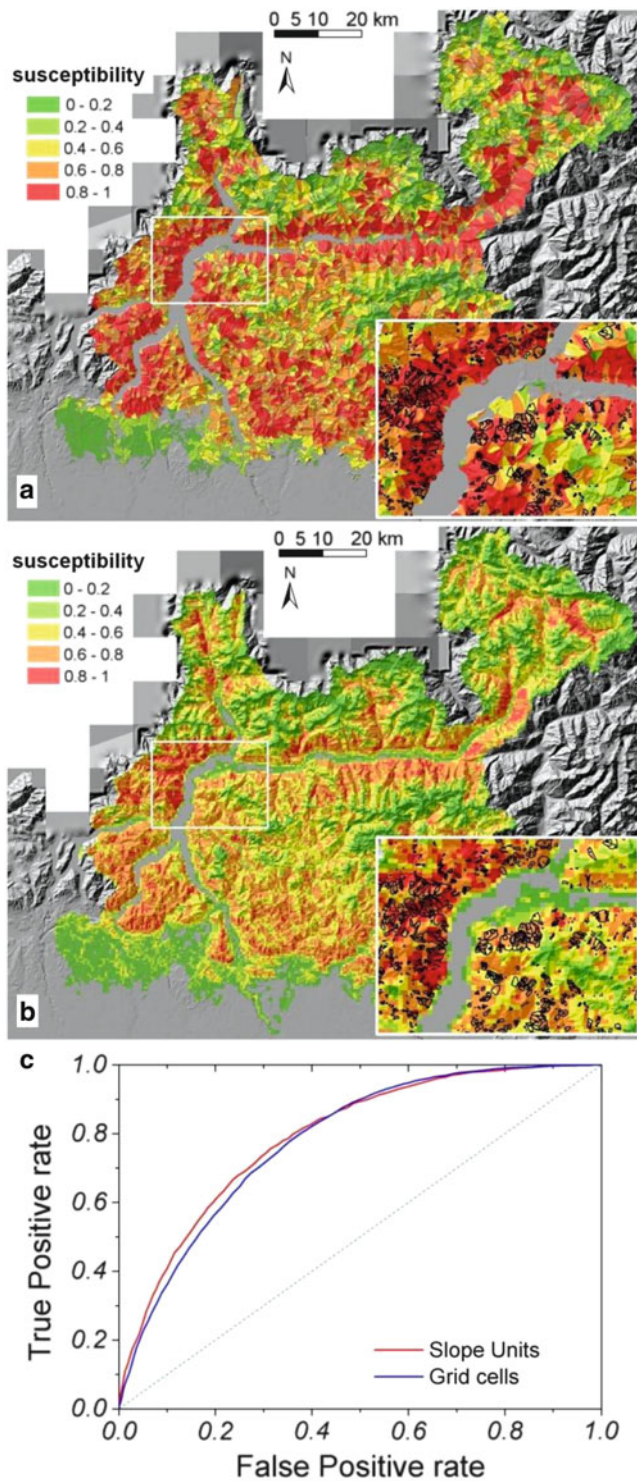 0 5 10 20 km
N
susceptibility
0 - 0.2
0.2 - 0.4
0.4 - 0.6
0.6 - 0.8
0.8 - 1
a
0 5 10 20 km
N
susceptibility
0 - 0.2
0.2 - 0.4
0.4 - 0.6
0.6 - 0.8
0.8 - 1
b
c
1.0
0.8
0.6
0.4
0.2
0.0
True Positive rate
Slope Units
Grid cells
0.0 0.2 0.4 0.6 0.8 1.0
False Positive rate